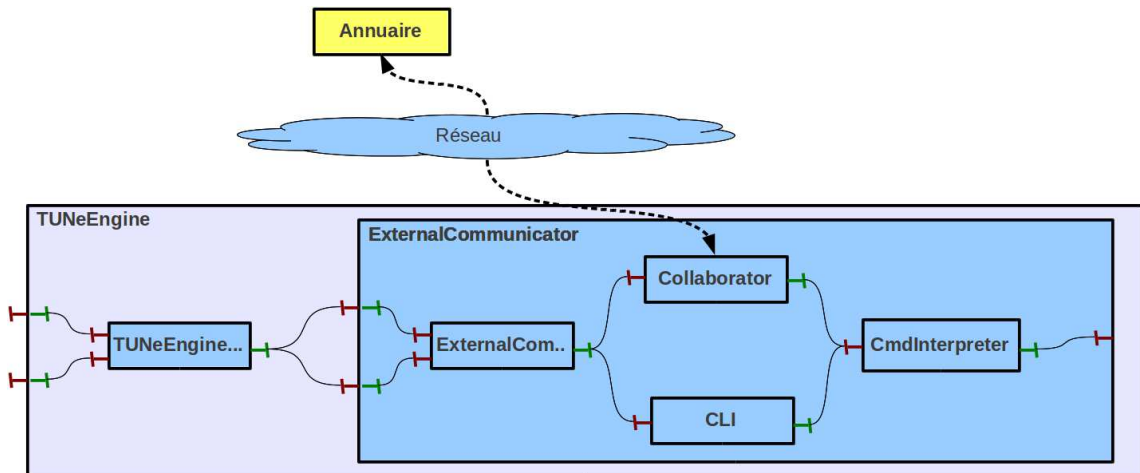 Annuaire
Réseau
TUNeEngine
ExternalCommunicator
Collaborator
TUNeEngine...
ExternalCom..
CmdInterpreter
CLI